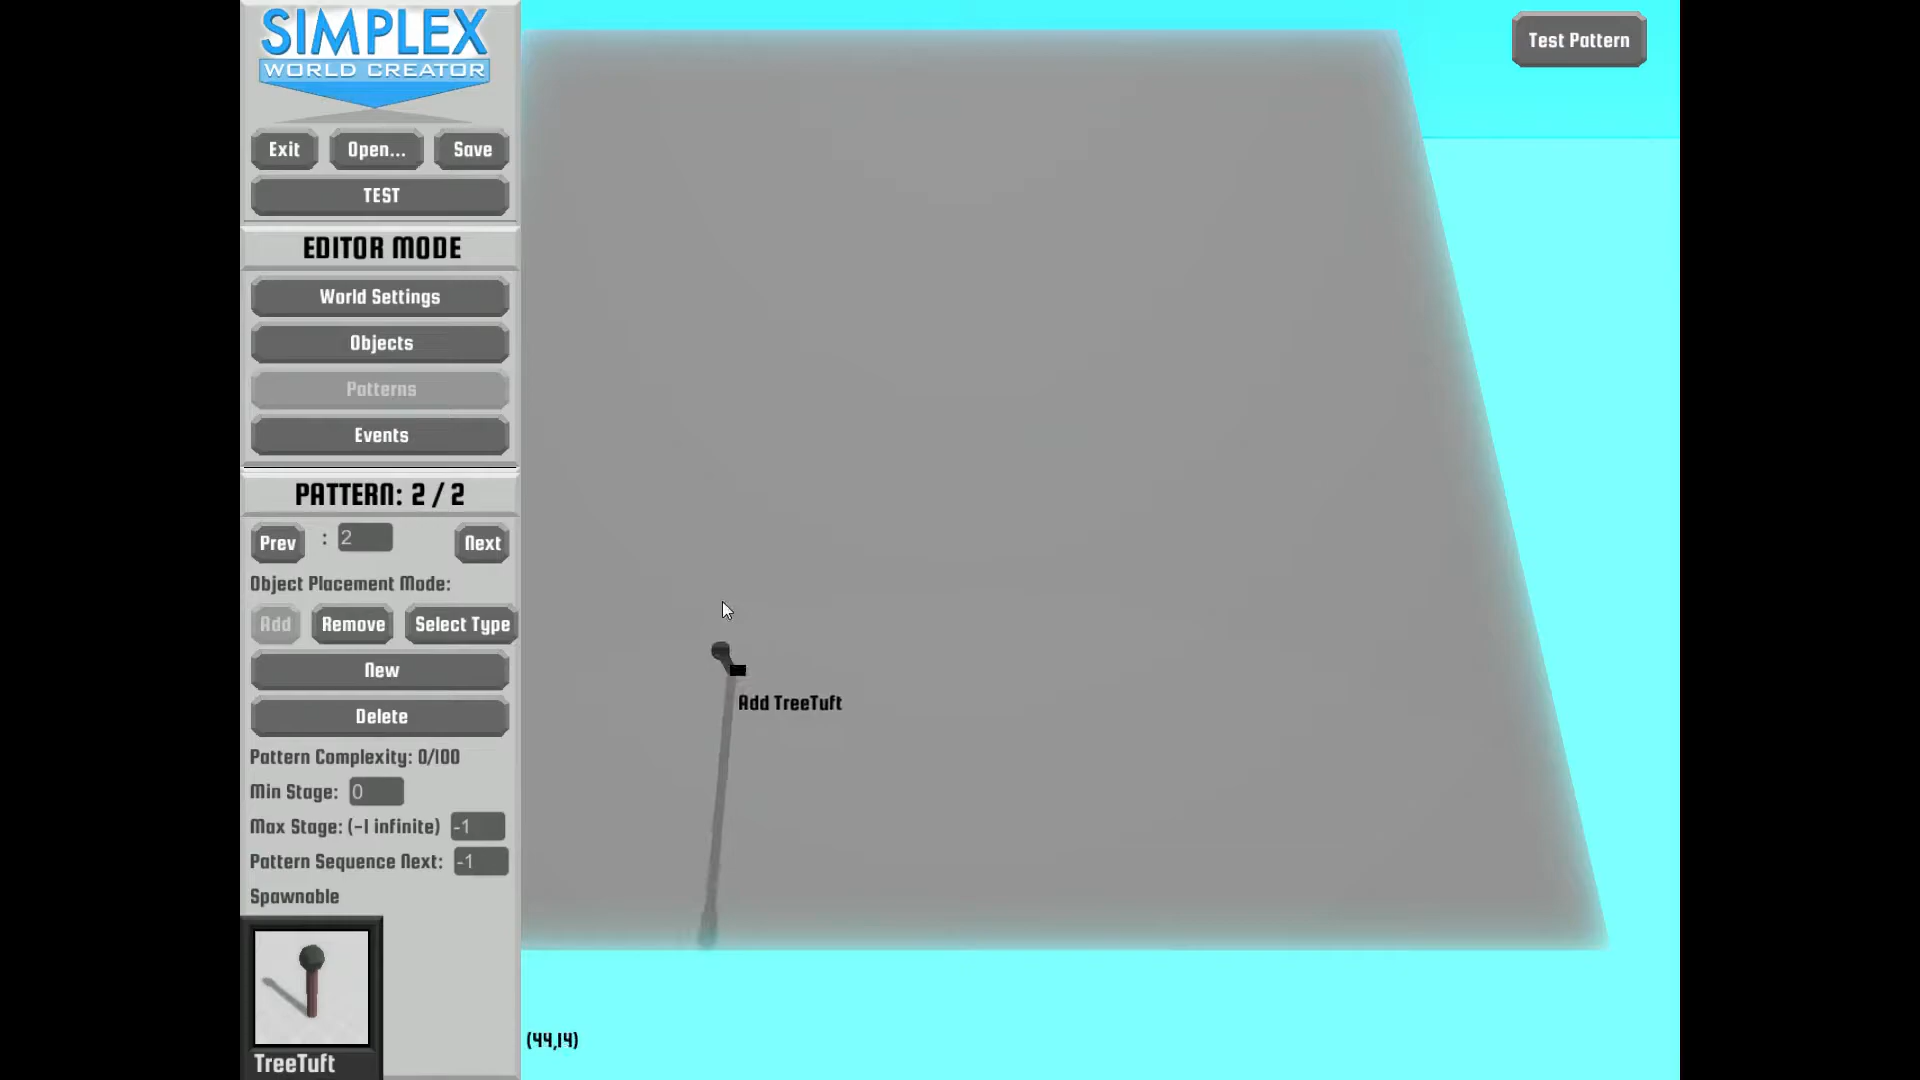 SIMPLEX
WORLD CREATOR
Exit Open... Save
TEST
EDITOR MODE
World Settings
Objects
Patterns
Events
PATTERN: 2 / 2
Prev : 2 Next
Object Placement Mode:
Add Remove Select Type
New
Delete
Pattern Complexity: 0/100
Min Stage: 0
Max Stage: (-1 infinite) -1
Pattern Sequence Next: -1
Spawnable
TreeTuft
Test Pattern
Add TreeTuft
(44,14)